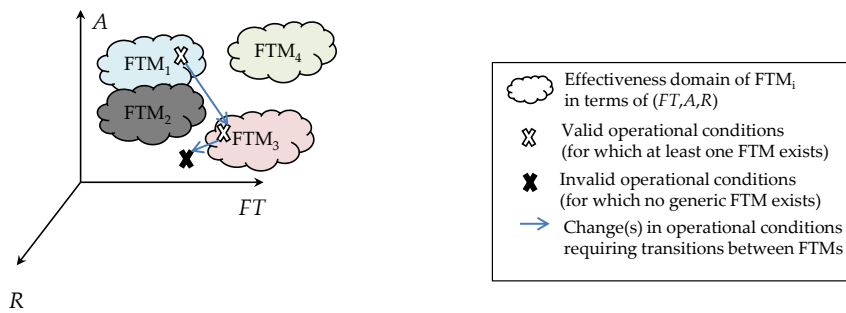 A
FTM1
FTM4
FTM2
FTM3
FT
R
Effectiveness domain of FTMi
in terms of (FT,A,R)
Valid operational conditions
(for which at least one FTM exists)
Invalid operational conditions
(for which no generic FTM exists)
Change(s) in operational conditions
requiring transitions between FTMs